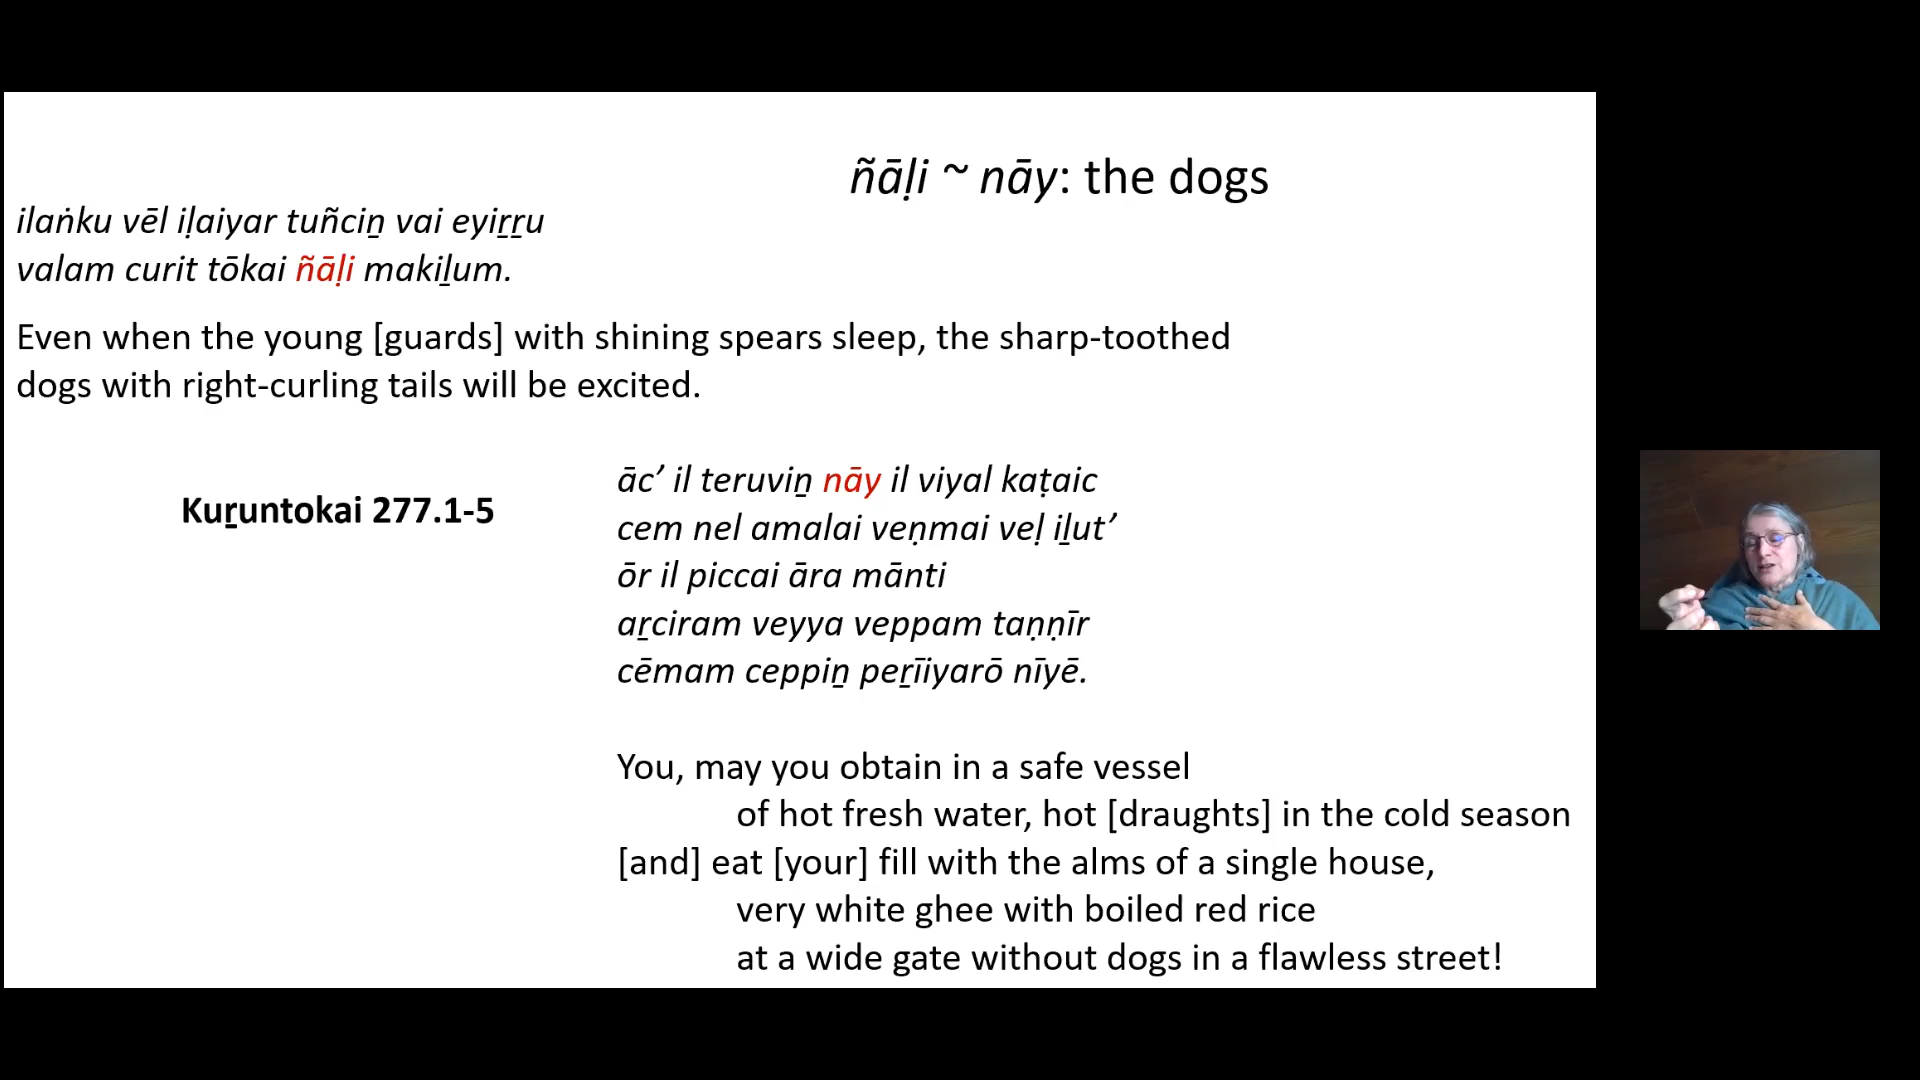 ñāḷi ~ nāy: the dogs
ilaṅku vēl iḷaiyar tuñciṉ vai eyiṟṟu
valam curit tōkai ñāḷi makiḻum.
Even when the young [guards] with shining spears sleep, the sharp-toothed
dogs with right-curling tails will be excited.
Kuṟuntokai 277.1-5
āc’ il teruviṉ nāy il viyal kaṭaic
cem nel amalai veṇmai veḷ iḻut’
ōr il piccai āra mānti
aṟciram veyya veppam taṇṇīr
cēmam ceppiṉ peṟīiyarō nīyē.
You, may you obtain in a safe vessel
of hot fresh water, hot [draughts] in the cold season
[and] eat [your] fill with the alms of a single house,
very white ghee with boiled red rice
at a wide gate without dogs in a flawless street!